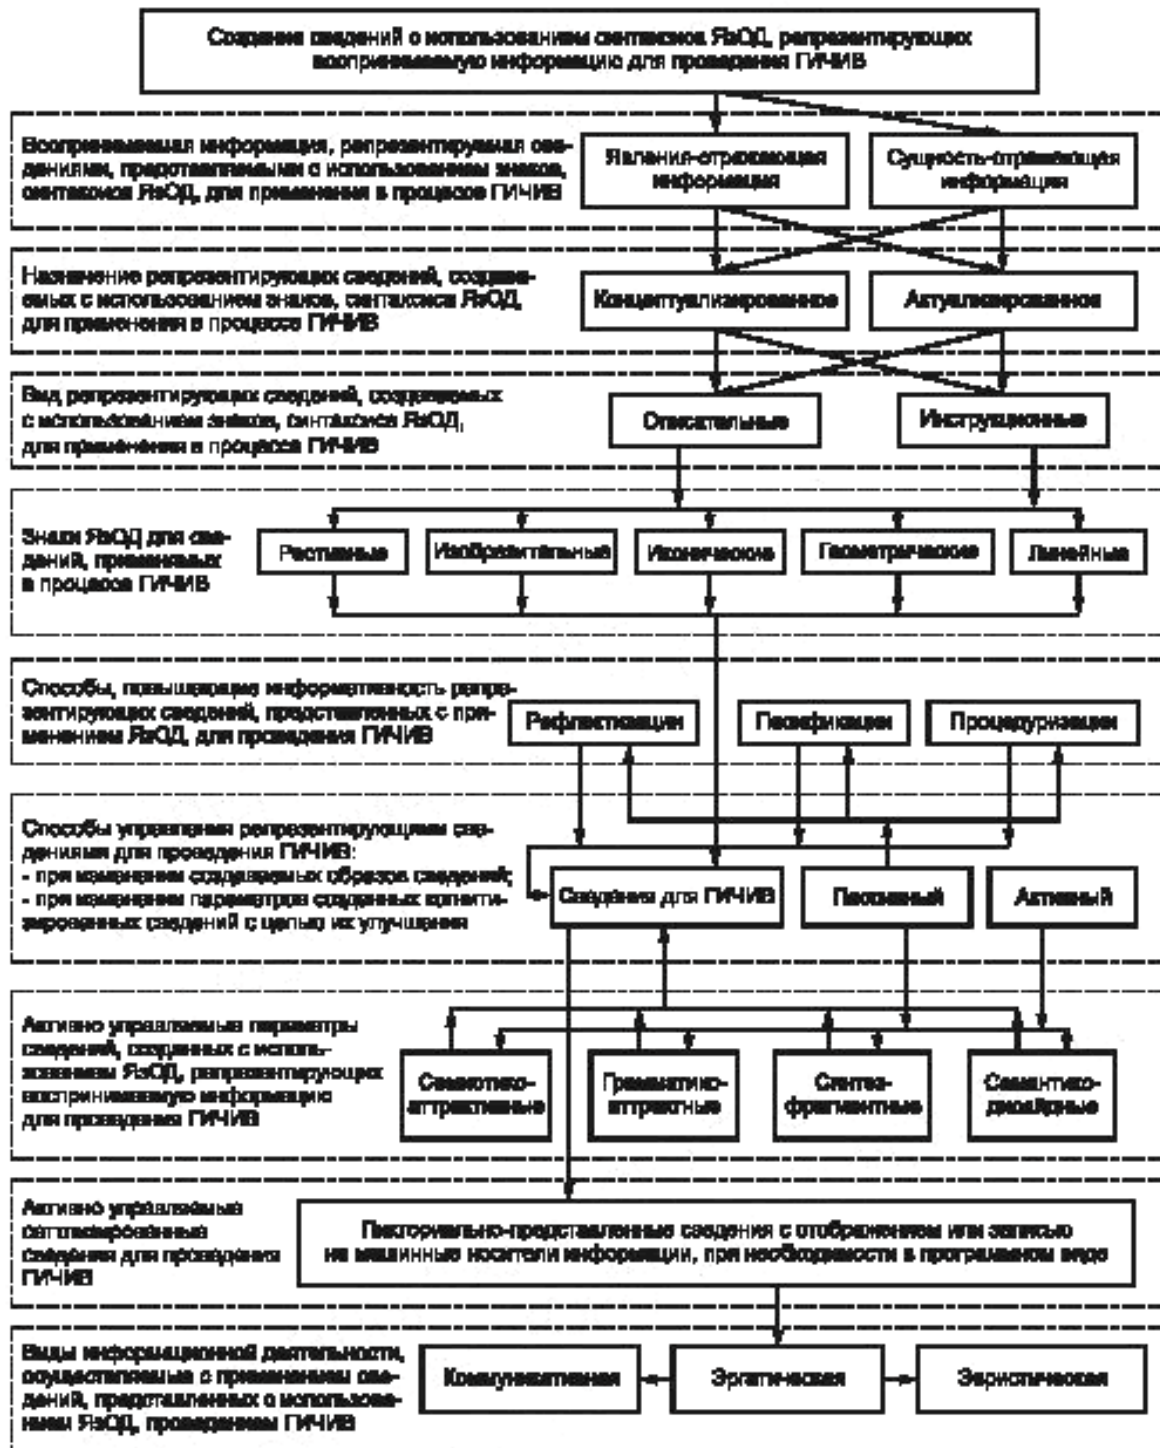 Создание сведений с использованием синтаксиса ЯзОД, репрезентирующих
воспринимаемую информацию для проведения ГИЧИВ
Воспринимаемая информация, репрезентируемая све-
дениями, представляемыми с использованием знаков,
синтаксиса ЯзОД, для применения в процессе ГИЧИВ
Явления-отражающая
информация
Сущность-отражающая
информация
Назначение репрезентирующих сведений, создава-
емых с использованием знаков, синтаксиса ЯзОД,
для применения в процессе ГИЧИВ
Концептуализированное
Актуализированное
Вид репрезентирующих сведений, создаваемых
с использованием знаков, синтаксиса ЯзОД,
для применения в процессе ГИЧИВ
Описательные
Инструкционные
Знаки ЯзОД для све-
дений, применяемых
в процессе ГИЧИВ
Изобразительные
Иконические
Геометрические
Линейные
Способы, повышающие информативность репре-
зентирующих сведений, представленных с при-
менением ЯзОД, для проведения ГИЧИВ
Рефлективации
Процедуризации
Способы управления репрезентирующими све-
дениями для проведения ГИЧИВ:
- при изменении создаваемых образов сведений;
- при изменении параметров созданных когнити-
зированных сведений с целью их улучшения
Сведения для ГИЧИВ
Пассивный
Активный
Активно управляемые параметры
сведений, созданных с исполь-
зованием ЯзОД, репрезентирующих
воспринимаемую информацию
для проведения ГИЧИВ
Семиотико-
аттрактивные
Грамматико-
аттрактные
Синтез-
фрагментные
Семантико-
Активно управляемые
сведения для проведения
ГИЧИВ
Пикториально-представленные сведения с отображением или записью
на машинные носители информации, при необходимости в программном виде
Виды информационной деятельности,
осуществляемые с применением све-
дений, представленных с использова-
нием ЯзОД, проведением ГИЧИВ
Коммуникативная
Эргатическая
Эвристическая